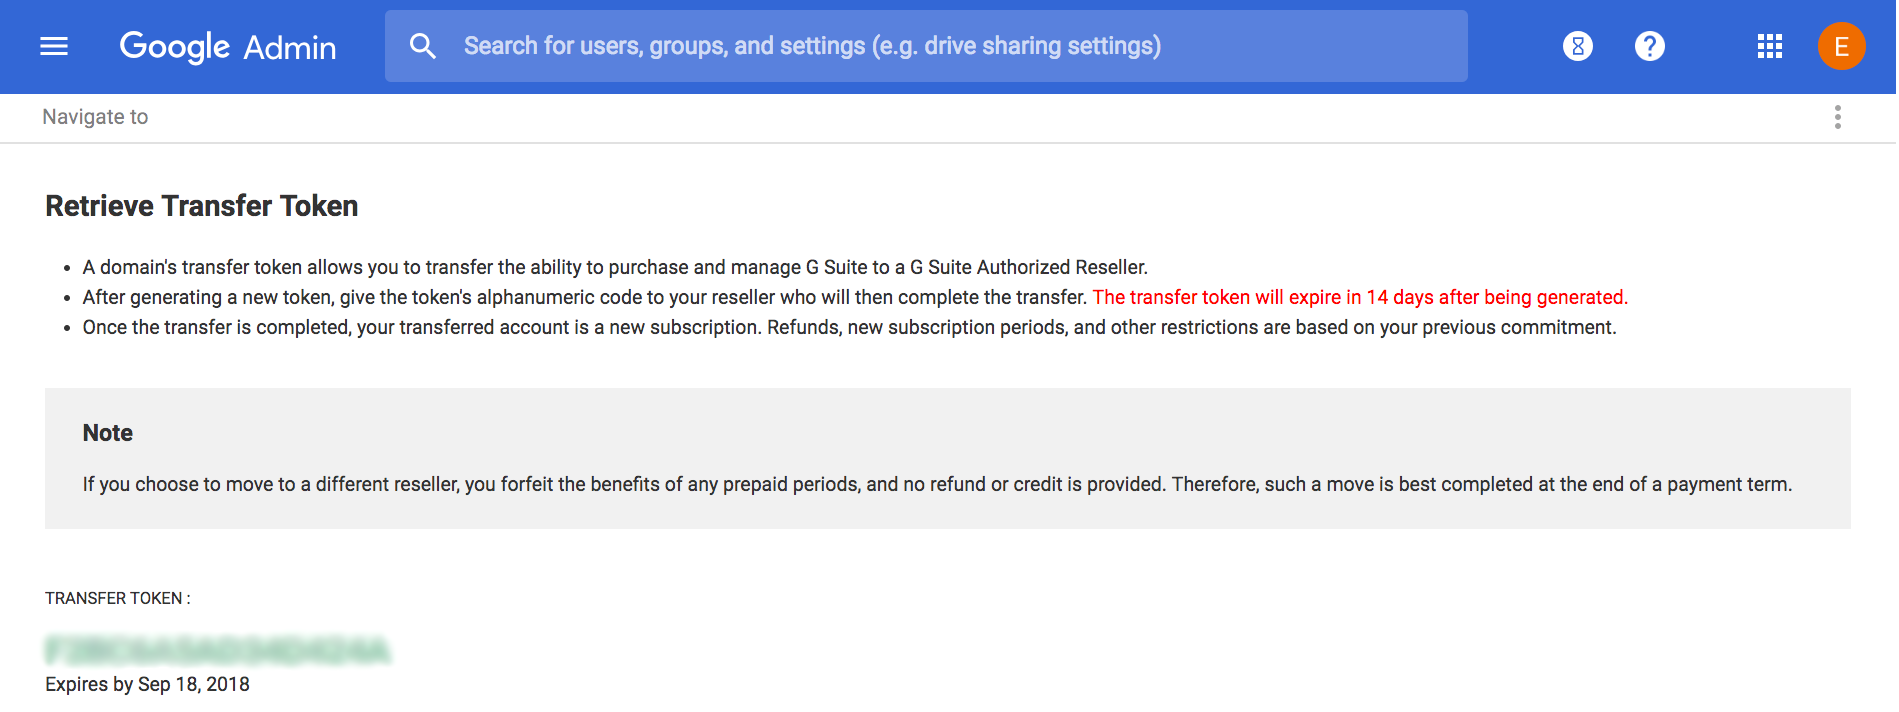 Google Admin
Search for users, groups, and settings (e.g. drive sharing settings)
?
E
Navigate to
Retrieve Transfer Token
• A domain's transfer token allows you to transfer the ability to purchase and manage G Suite to a G Suite Authorized Reseller.
• After generating a new token, give the token's alphanumeric code to your reseller who will then complete the transfer. The transfer token will expire in 14 days after being generated.
• Once the transfer is completed, your transferred account is a new subscription. Refunds, new subscription periods, and other restrictions are based on your previous commitment.
Note
If you choose to move to a different reseller, you forfeit the benefits of any prepaid periods, and no refund or credit is provided. Therefore, such a move is best completed at the end of a payment term.
TRANSFER TOKEN :
Expires by Sep 18, 2018